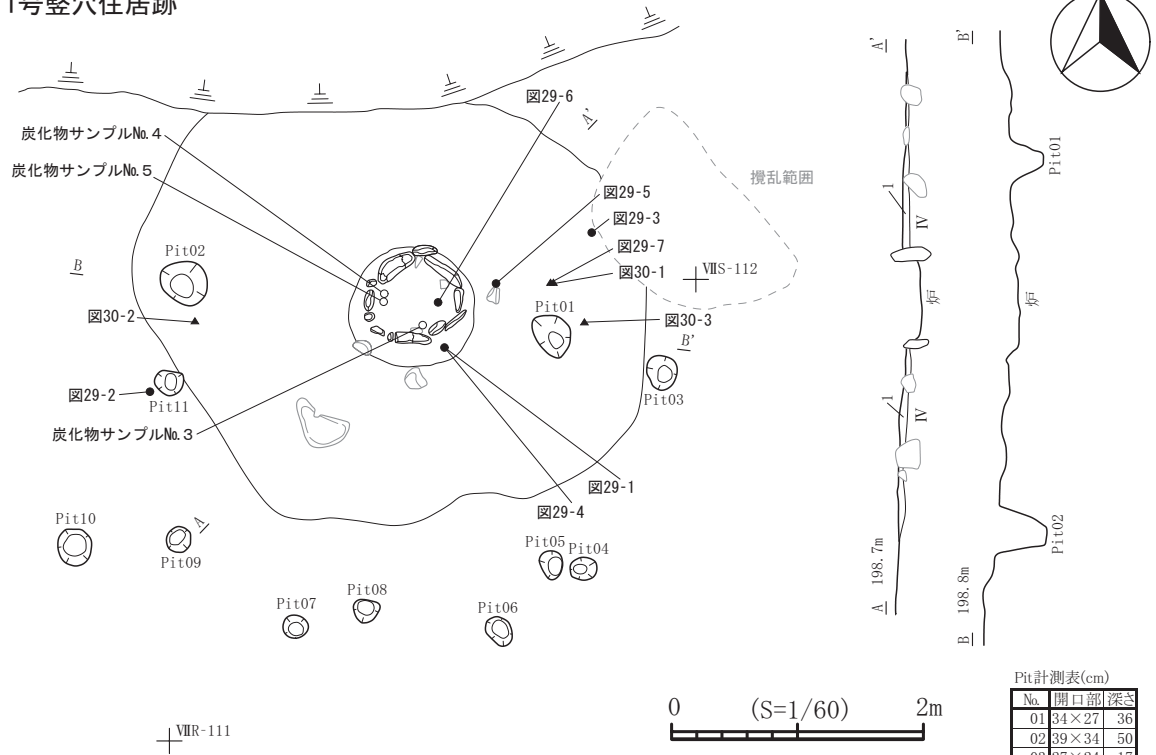 1号竪穴住居跡
図29-6
A'
炭化物サンプル№4
炭化物サンプル№5
撹乱範囲
図29-5
図29-3
図29-7
図30-1
ⅦS-112
Pit02
B
図30-2
Pit01
図30-3
B'
図29-2
Pit11
Pit03
炭化物サンプル№3
図29-1
図29-4
Pit10
A
Pit09
Pit05
Pit04
Pit08
Pit07
Pit06
ⅦR-111
A'
1
Ⅳ
炉
1
Ⅳ
198.7m
A
B'
Pit01
炉
Pit02
198.8m
B
0 (S=1/60) 2m
Pit計測表(cm)
№ 開口部 深さ
01 34×27 36
02 39×34 50